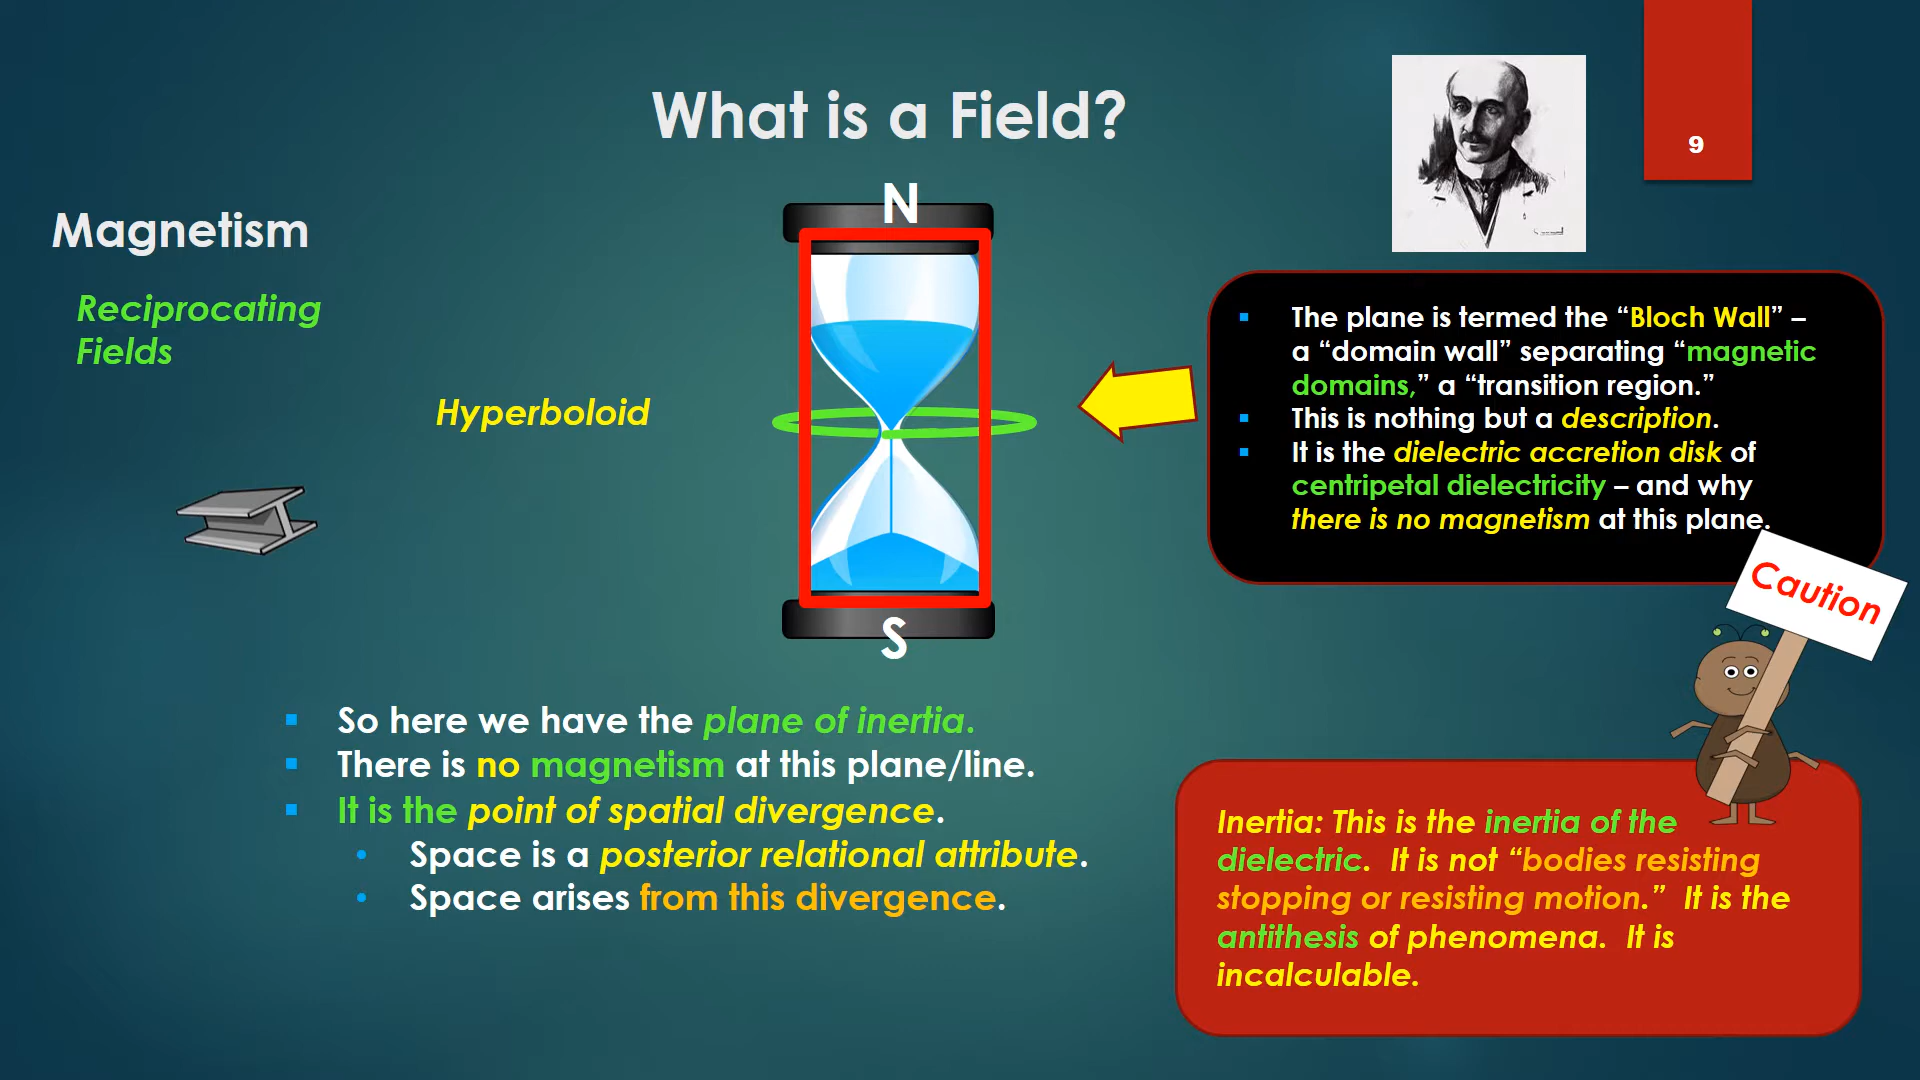 What is a Field?
9
Magnetism
Reciprocating
Fields
Hyperboloid
N
S
The plane is termed the “Bloch Wall” –
a “domain wall” separating “magnetic
domains,” a “transition region.”
This is nothing but a description.
It is the dielectric accretion disk of
centripetal dielectricity – and why
there is no magnetism at this plane.
Caution
So here we have the plane of inertia.
There is no magnetism at this plane/line.
It is the point of spatial divergence.
Space is a posterior relational attribute.
Space arises from this divergence.
Inertia: This is the inertia of the
dielectric. It is not “bodies resisting
stopping or resisting motion.” It is the
antithesis of phenomena. It is
incalculable.